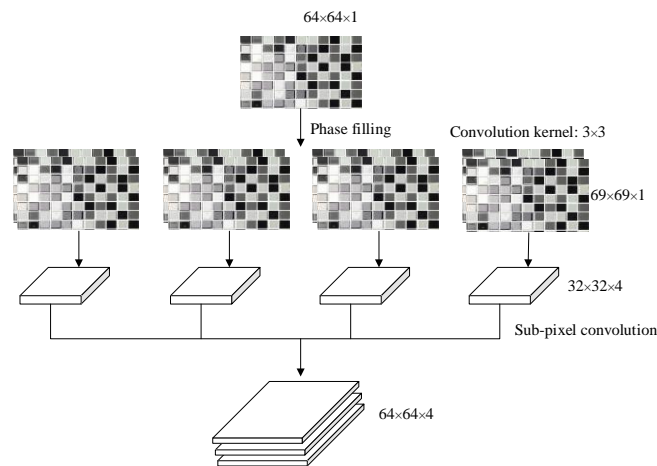 64×64×1
Phase filling
Convolution kernel: 3×3
69×69×1
32×32×4
Sub-pixel convolution
64×64×4